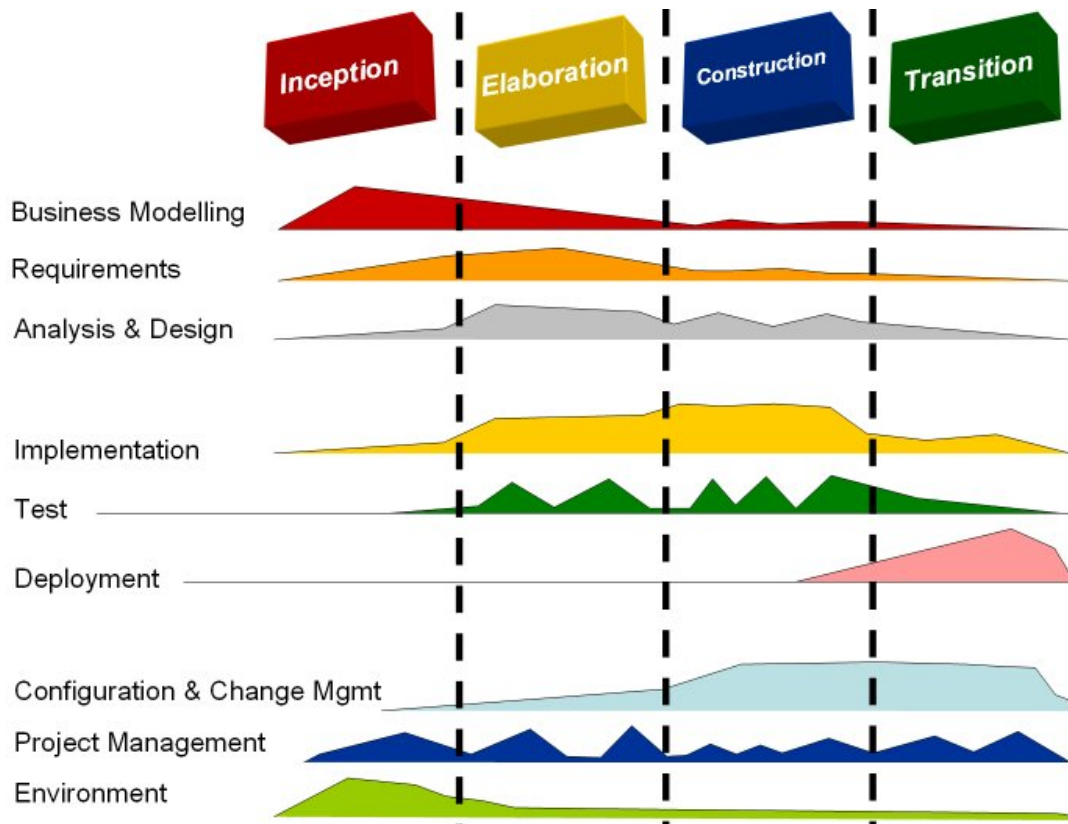 Inception
Elaboration
Construction
Transition
Business Modelling
Requirements
Analysis & Design
Implementation
Test
Deployment
Configuration & Change Mgmt
Project Management
Environment